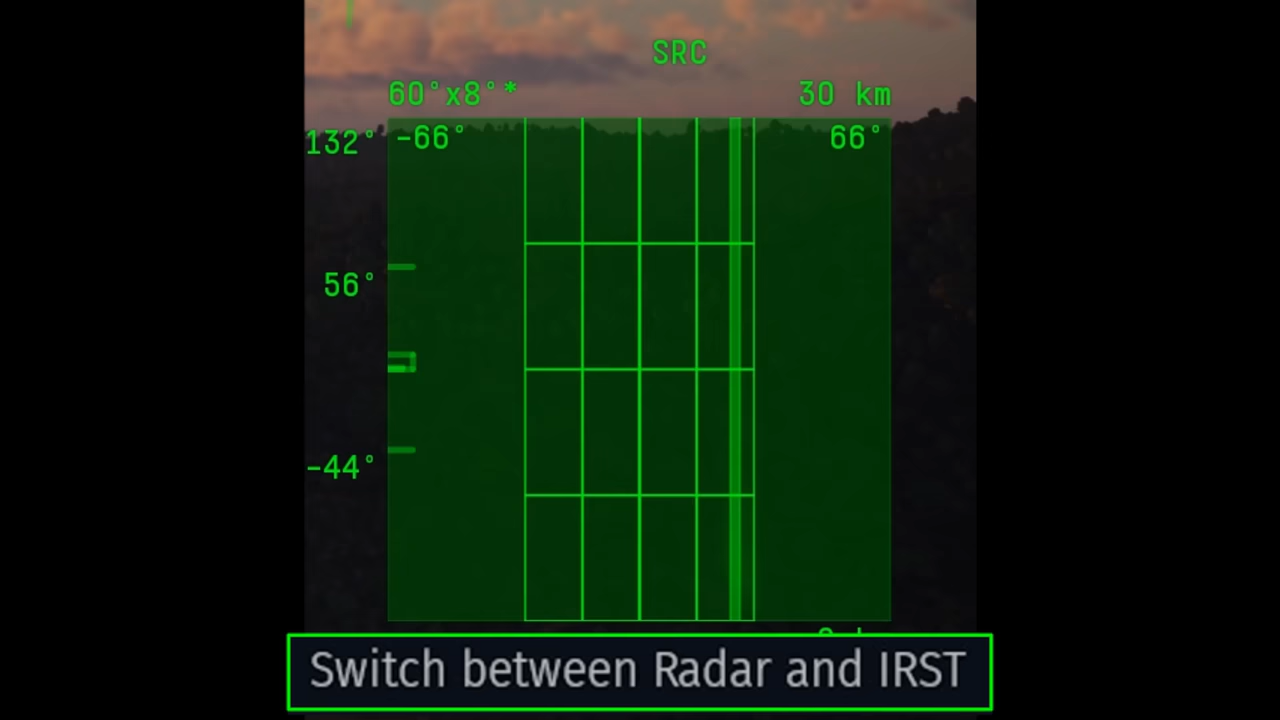 SRC
60°x8°* 30 km
132° -66° 66°
56°
-44°
Switch between Radar and IRST